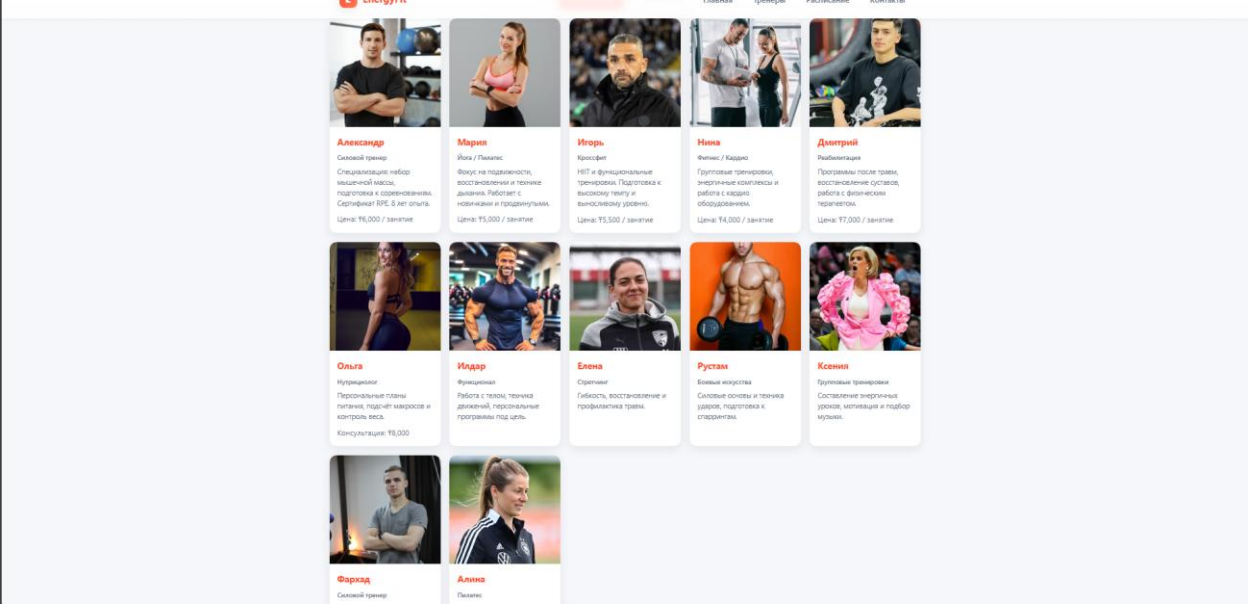 EnergyFit
Главная Тренеры Расписание Контакты
Александр
Силовой тренер
Специализация: набор
мышечной массы,
подготовка к соревнованиям.
Сертификат RPE. 8 лет опыта.
Цена: ₸6,000 / занятие
Мария
Йога / Пилатес
Фокус на подвижности,
восстановлении и технике
дыхания. Работает с
новичками и продвинутыми.
Цена: ₸5,000 / занятие
Игорь
Кроссфит
HIIT и функциональные
тренировки. Подготовка к
высокому темпу и
выносливому уровню.
Цена: ₸5,500 / занятие
Нина
Фитнес / Кардио
Групповые тренировки,
энергичные комплексы и
работа с кардио
оборудованием.
Цена: ₸4,000 / занятие
Дмитрий
Реабилитация
Программы после травм,
восстановление суставов,
работа с физическим
терапевтом.
Цена: ₸7,000 / занятие
Ольга
Нутрициолог
Персональные планы
питания, подсчёт макросов и
контроль веса.
Консультация: ₸8,000
Илдар
Функционал
Работа с телом, техника
движений, персональные
программы под цель.
Елена
Стретчинг
Гибкость, восстановление и
профилактика травм.
Рустам
Боевые искусства
Силовые основы и техника
ударов, подготовка к
спаррингам.
Ксения
Групповые тренировки
Составление энергичных
уроков, мотивация и подбор
музыки.
Фархад
Силовой тренер
Алина
Пилатес